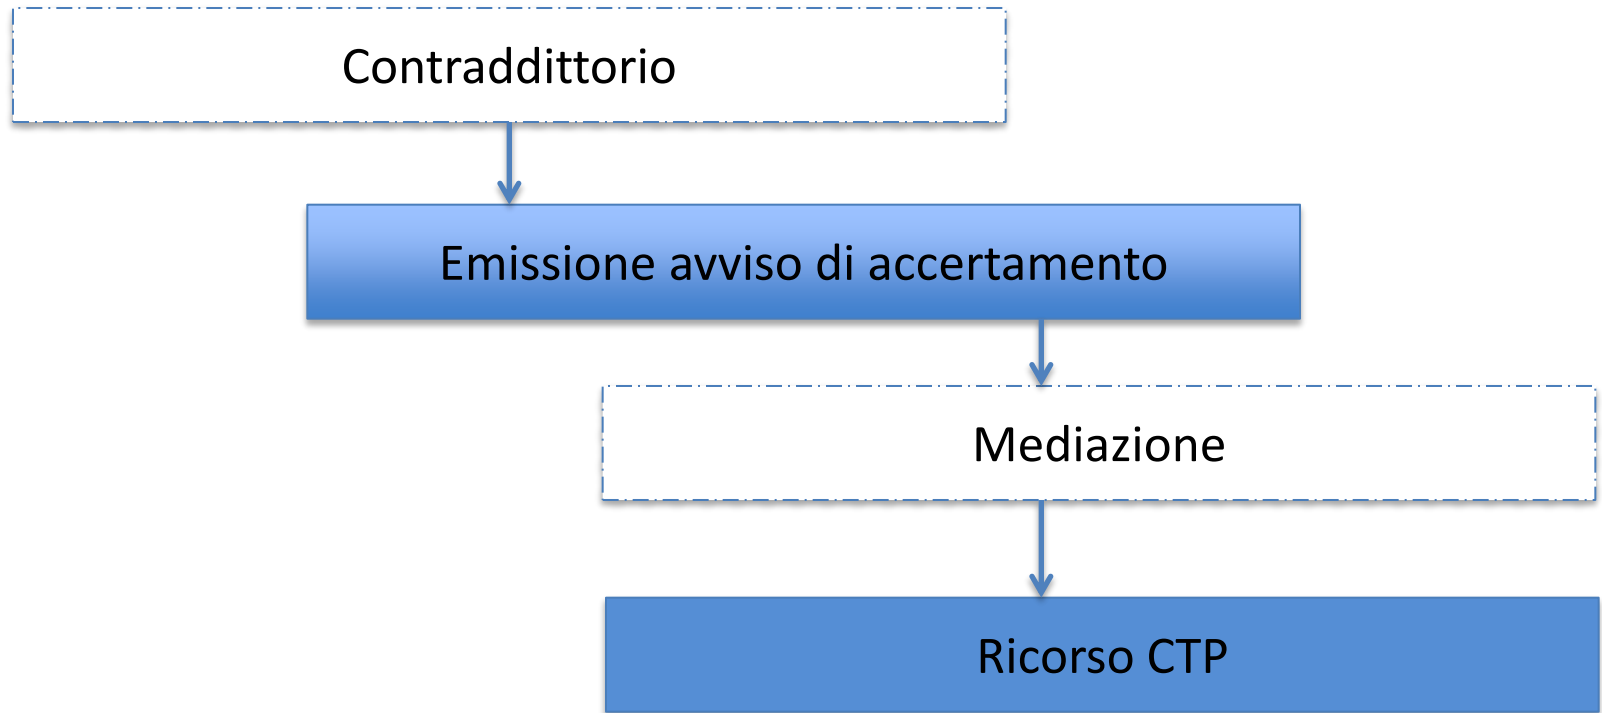 Contraddittorio
Emissione avviso di accertamento
Mediazione
Ricorso CTP